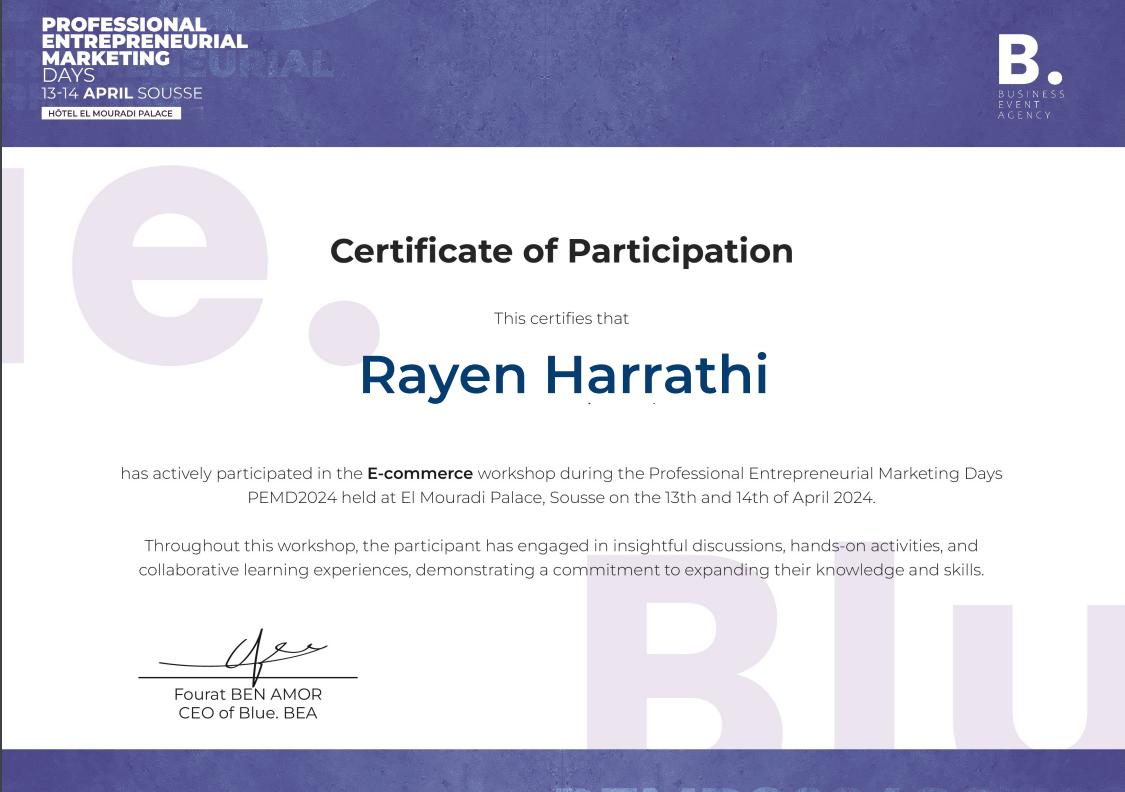 PROFESSIONAL
ENTREPRENEURIAL
MARKETING
DAYS
13-14 APRIL SOUSSE
HÔTEL EL MOURADI PALACE
B.
BUSINESS
EVENT
AGENCY
ue.
Certificate of Participation
This certifies that
Rayen Harrathi
has actively participated in the E-commerce workshop during the Professional Entrepreneurial Marketing Days
PEMD2024 held at El Mouradi Palace, Sousse on the 13th and 14th of April 2024.
Throughout this workshop, the participant has engaged in insightful discussions, hands-on activities, and
collaborative learning experiences, demonstrating a commitment to expanding their knowledge and skills.
Fourat BEN AMOR
CEO of Blue. BEA
Blu